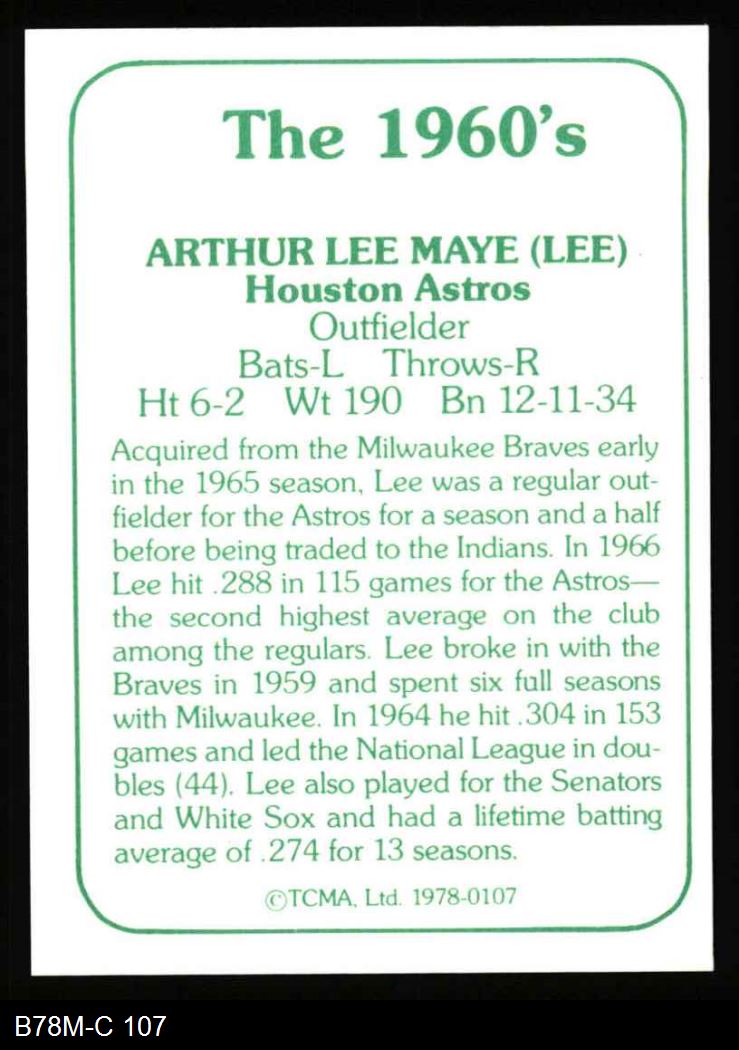 The 1960's
ARTHUR LEE MAYE (LEE)
Houston Astros
Outfielder
Bats-L Throws-R
Ht 6-2 Wt 190 Bn 12-11-34
Acquired from the Milwaukee Braves early
in the 1965 season, Lee was a regular out-
fielder for the Astros for a season and a half
before being traded to the Indians. In 1966
Lee hit .288 in 115 games for the Astros—
the second highest average on the club
among the regulars. Lee broke in with the
Braves in 1959 and spent six full seasons
with Milwaukee. In 1964 he hit .304 in 153
games and led the National League in dou-
bles (44). Lee also played for the Senators
and White Sox and had a lifetime batting
average of .274 for 13 seasons.
©TCMA, Ltd. 1978-0107
B78M-C 107